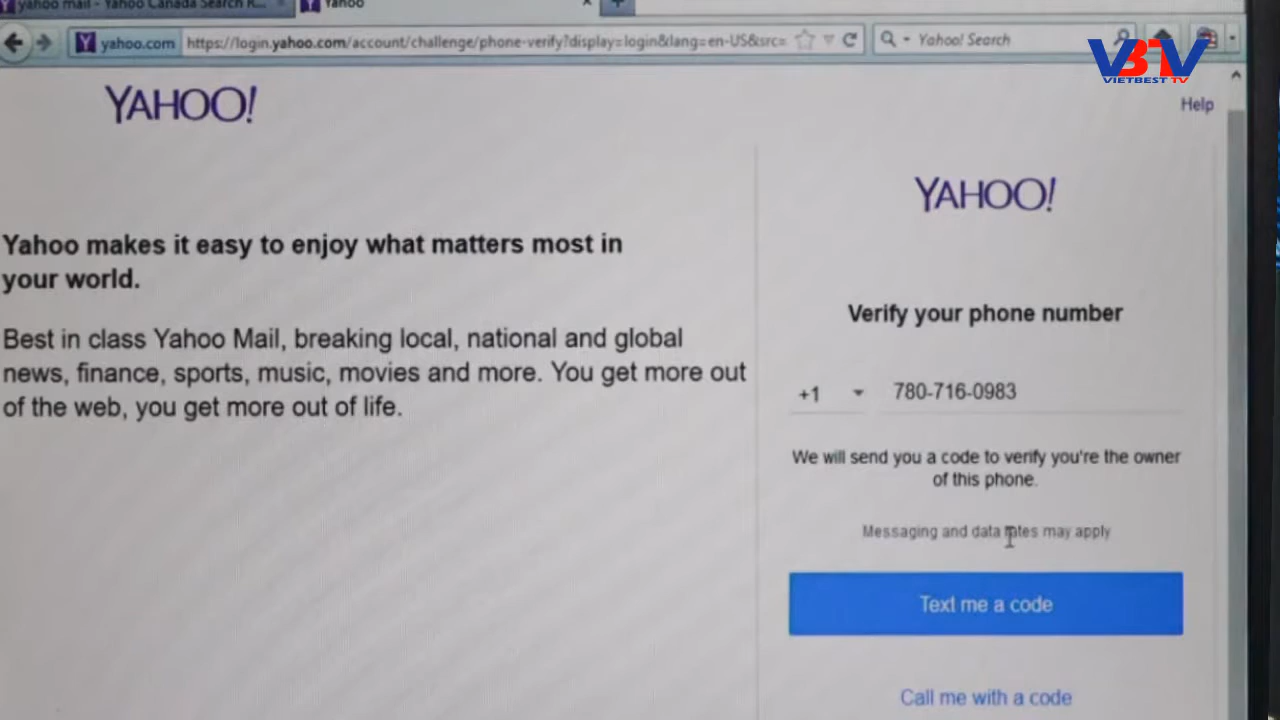 yahoo mail - Yahoo Canada Search R...
Yahoo
yahoo.com
https://login.yahoo.com/account/challenge/phone-verify?display=login&lang=en-US&src=
Yahoo! Search
VBTV
VIETBEST TV
YAHOO!
Help
YAHOO!
Yahoo makes it easy to enjoy what matters most in
your world.
Best in class Yahoo Mail, breaking local, national and global
news, finance, sports, music, movies and more. You get more out
of the web, you get more out of life.
Verify your phone number
+1
780-716-0983
We will send you a code to verify you're the owner
of this phone.
Messaging and data rates may apply
Text me a code
Call me with a code